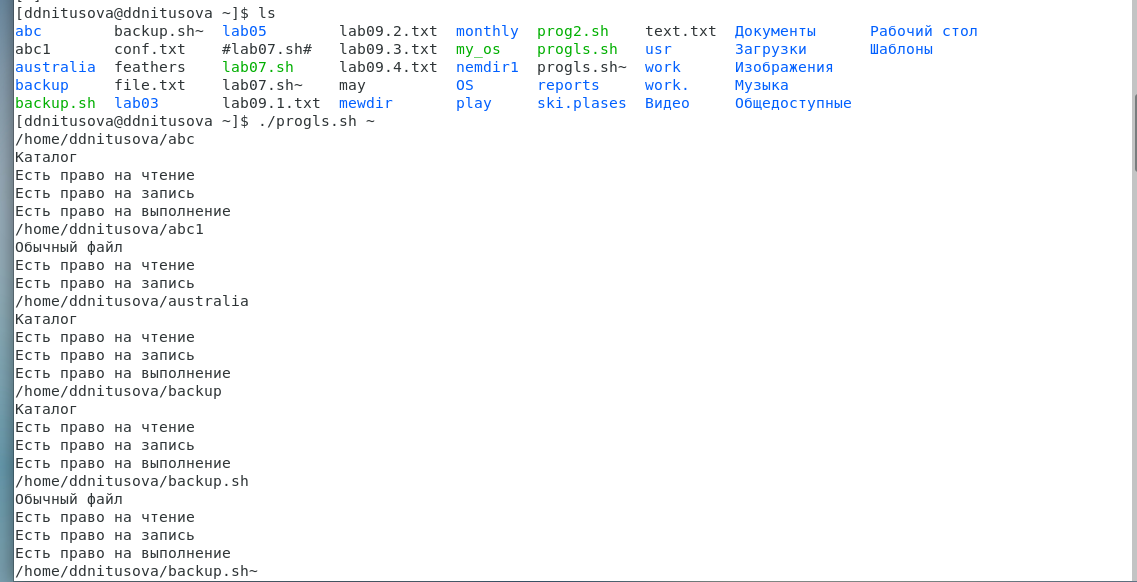 [ddnitusova@ddnitusova ~]$ ls
abc        backup.sh~  lab05        lab09.2.txt  monthly  prog2.sh    text.txt  Документы      Рабочий стол
abc1       conf.txt    #lab07.sh#   lab09.3.txt  my_os    progls.sh   usr       Загрузки       Шаблоны
australia  feathers    lab07.sh     lab09.4.txt  nemdir1  progls.sh~  work      Изображения
backup     file.txt    lab07.sh~    may          OS       reports     work.     Музыка
backup.sh  lab03       lab09.1.txt  mewdir       play     ski.plases  Видео     Общедоступные
[ddnitusova@ddnitusova ~]$ ./progls.sh ~
/home/ddnitusova/abc
Каталог
Есть право на чтение
Есть право на запись
Есть право на выполнение
/home/ddnitusova/abc1
Обычный файл
Есть право на чтение
Есть право на запись
/home/ddnitusova/australia
Каталог
Есть право на чтение
Есть право на запись
Есть право на выполнение
/home/ddnitusova/backup
Каталог
Есть право на чтение
Есть право на запись
Есть право на выполнение
/home/ddnitusova/backup.sh
Обычный файл
Есть право на чтение
Есть право на запись
Есть право на выполнение
/home/ddnitusova/backup.sh~